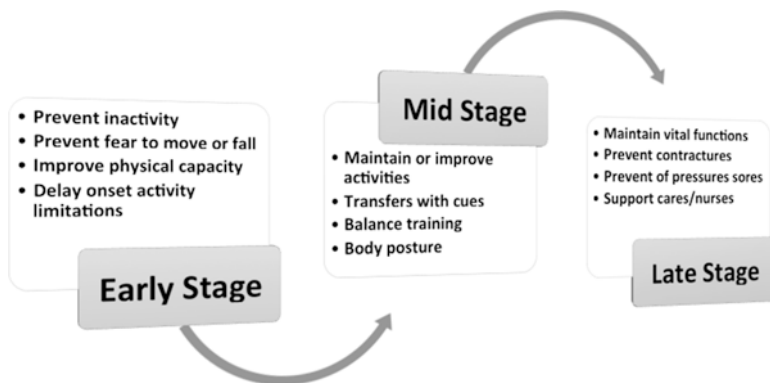 • Prevent inactivity
• Prevent fear to move or fall
• Improve physical capacity
• Delay onset activity
limitations
Early Stage
Mid Stage
• Maintain or improve
activities
• Transfers with cues
• Balance training
• Body posture
• Maintain vital functions
• Prevent contractures
• Prevent of pressures sores
• Support cares/nurses
Late Stage